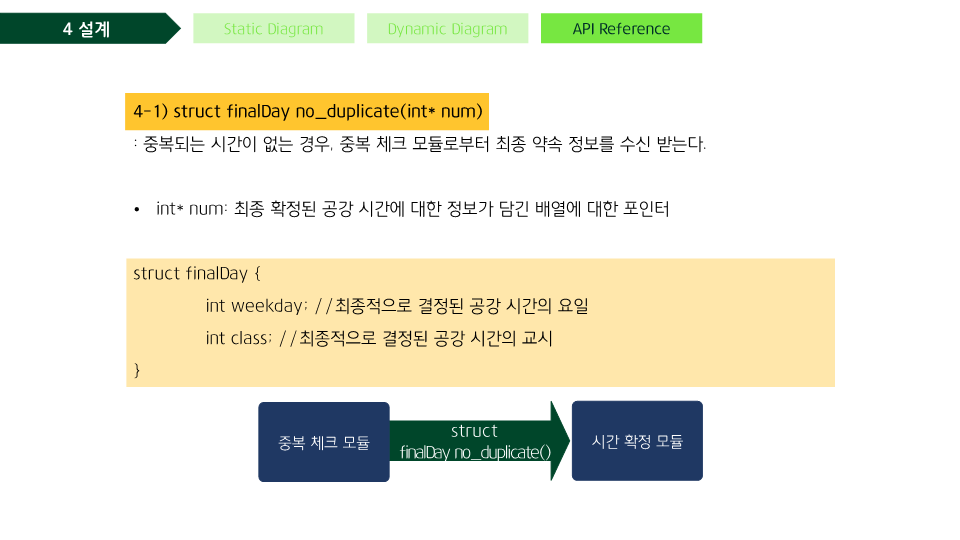 4 설계
Static Diagram
Dynamic Diagram
API Reference
4-1) struct finalDay no_duplicate(int* num)
: 중복되는 시간이 없는 경우, 중복 체크 모듈로부터 최종 약속 정보를 수신 받는다.
• int* num: 최종 확정된 공강 시간에 대한 정보가 담긴 배열에 대한 포인터
struct finalDay {
int weekday; //최종적으로 결정된 공강 시간의 요일
int class; //최종적으로 결정된 공강 시간의 교시
}
중복 체크 모듈
struct
finalDay no_duplicate()
시간 확정 모듈